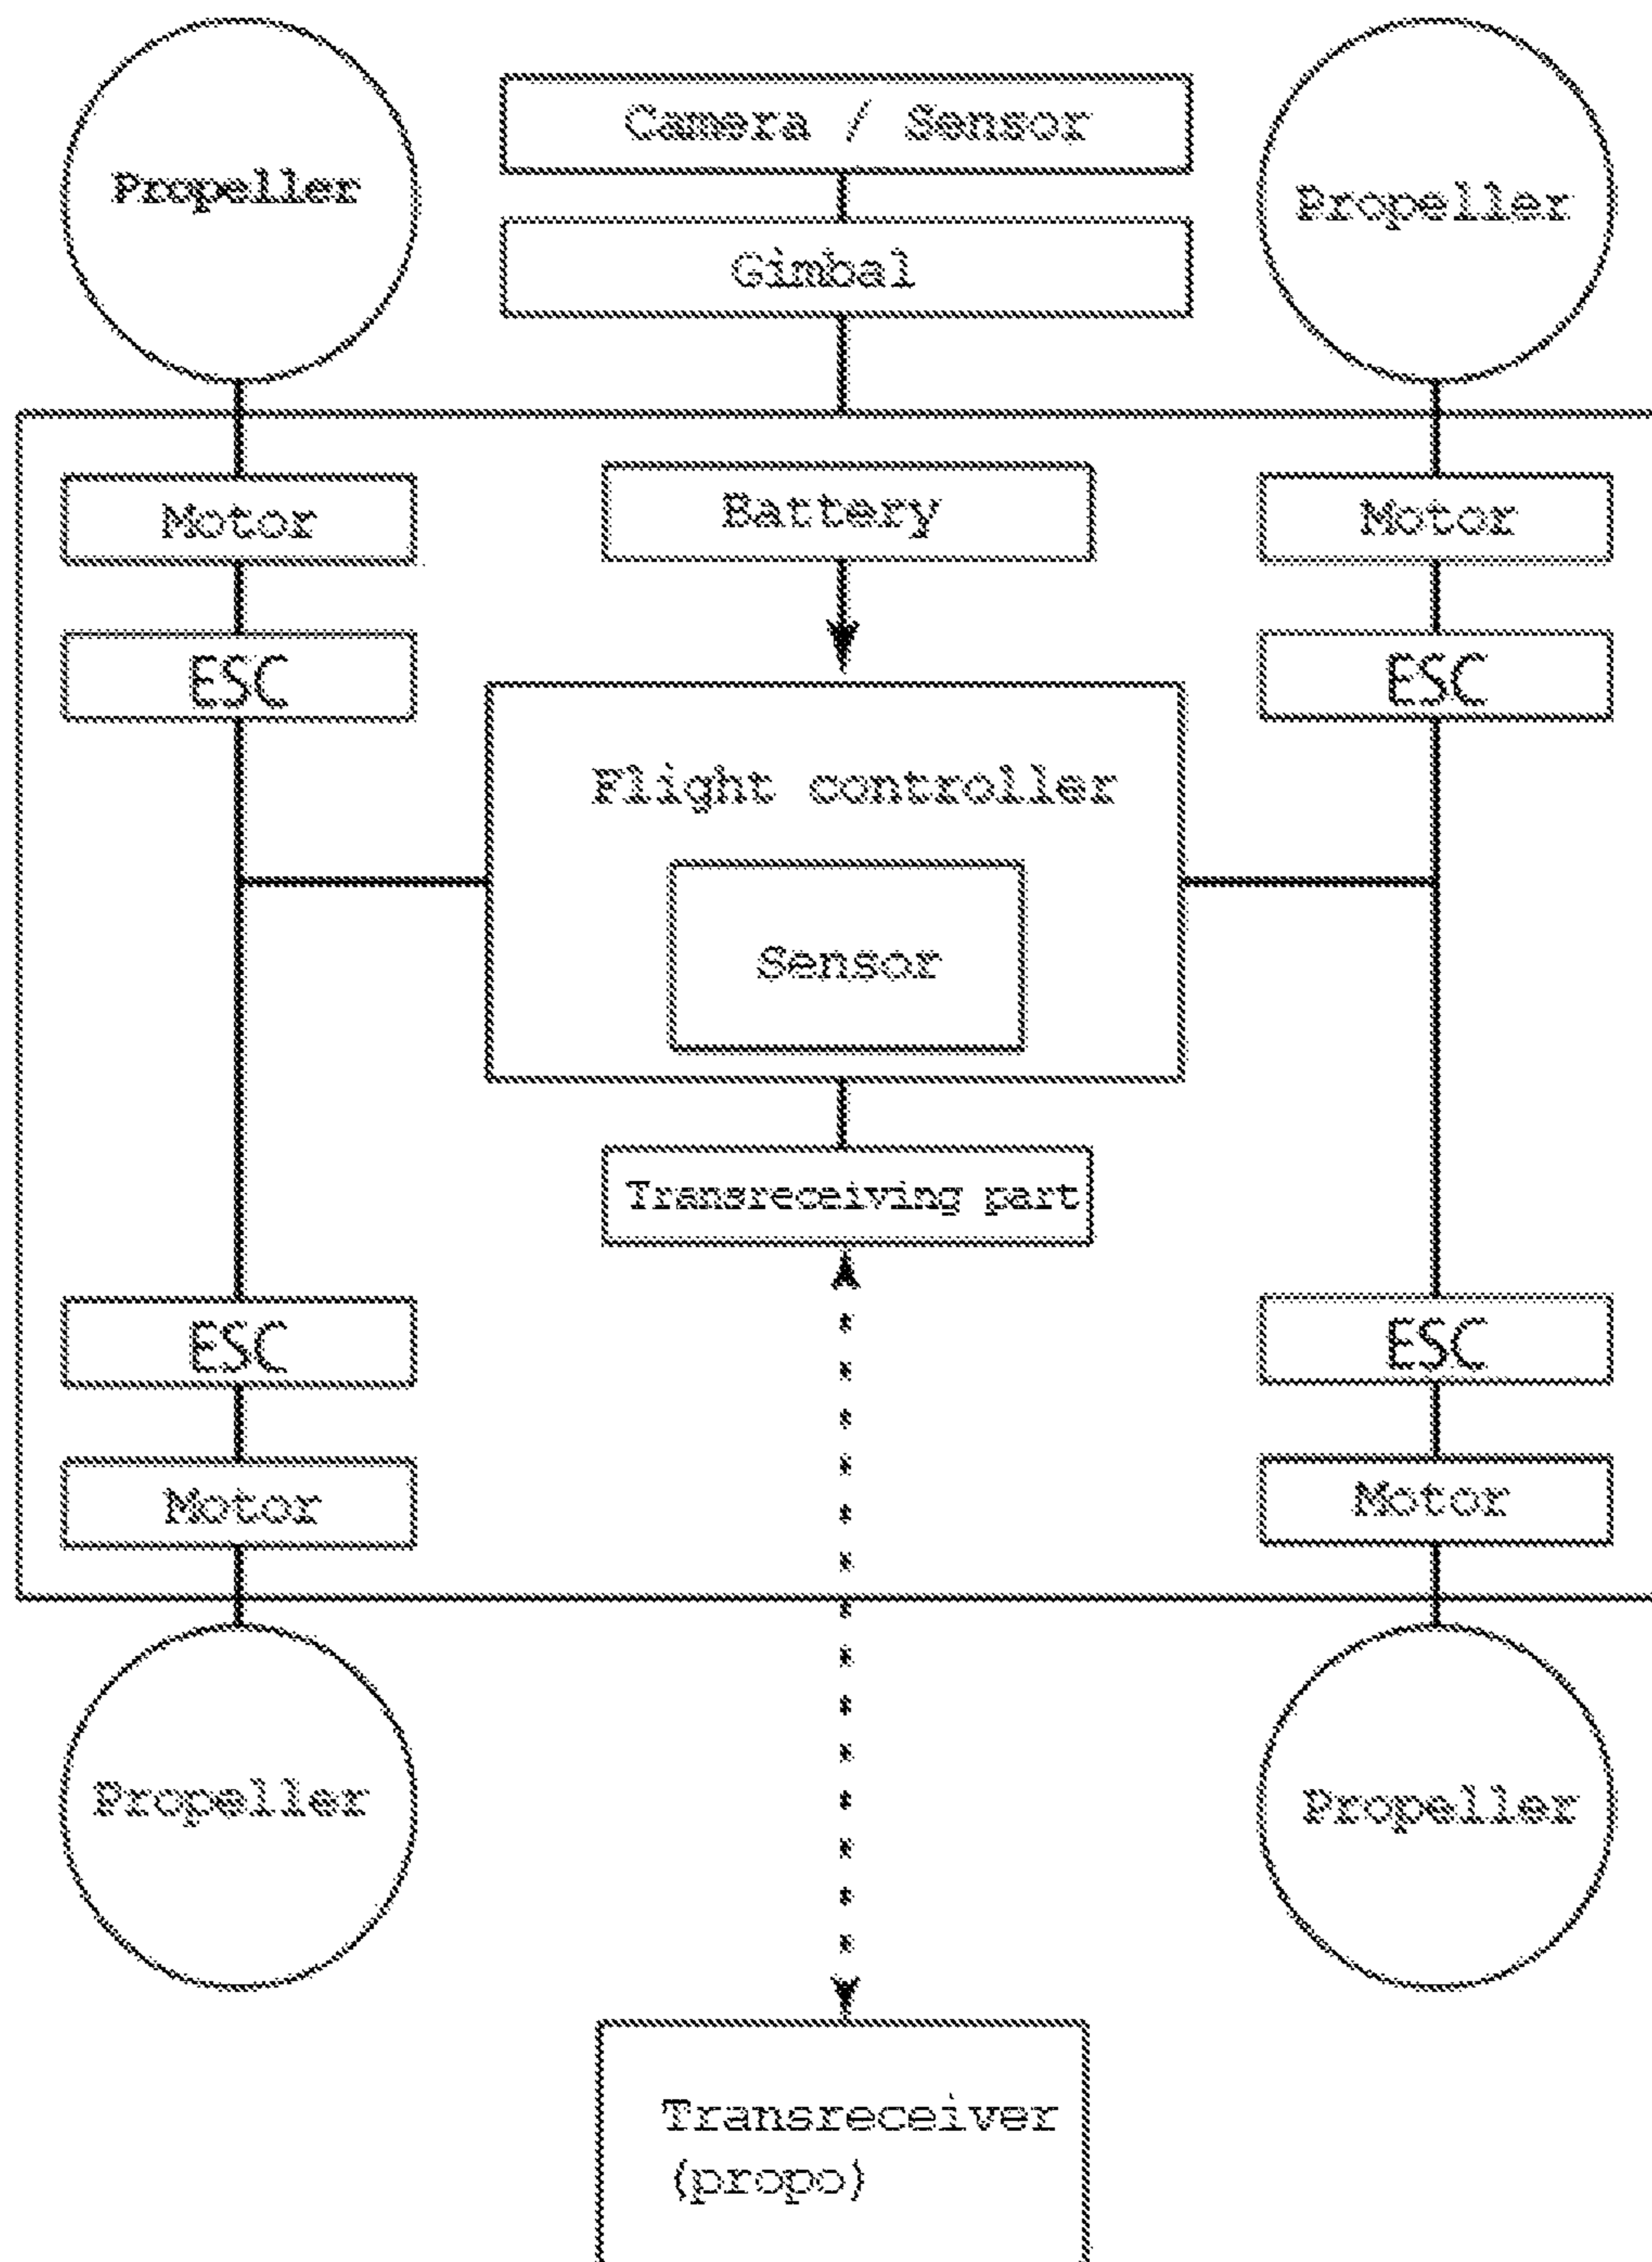 Camera / Sensor
Propeller
Propeller
Gimbal
Motor
Battery
Motor
ESC
ESC
Flight controller
Sensor
Transreceiving part
ESC
ESC
Motor
Motor
Propeller
Propeller
Transreceiver
(propo)